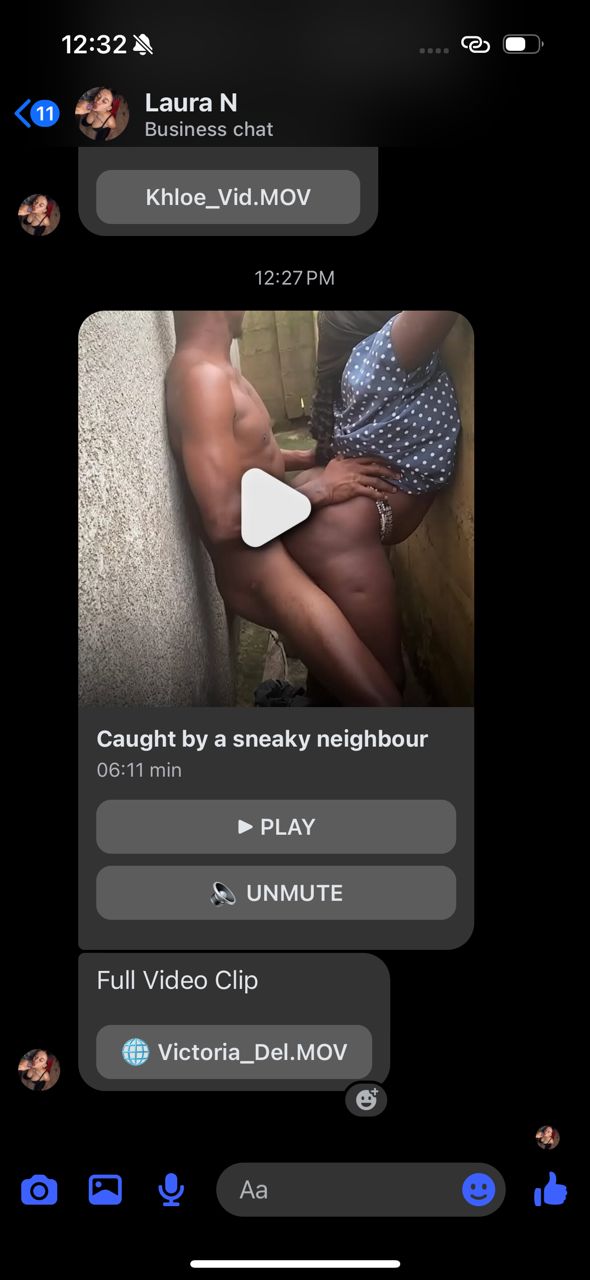 12:32
11
Laura N
Business chat
Khloe_Vid.MOV
12:27 PM
Caught by a sneaky neighbour
06:11 min
▶ PLAY
🔈 UNMUTE
Full Video Clip
🌐 Victoria_Del.MOV
Aa